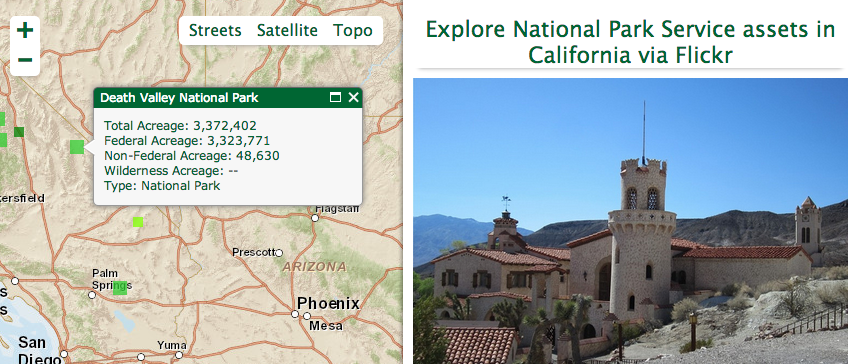 +
−
Streets Satellite Topo
Death Valley National Park
Total Acreage: 3,372,402
Federal Acreage: 3,323,771
Non-Federal Acreage: 48,630
Wilderness Acreage: --
Type: National Park
ersfield
Flagstaff
Prescott
ARIZONA
Palm
Springs
Phoenix
Mesa
s
s
San
Diego
Yuma
Explore National Park Service assets in
California via Flickr